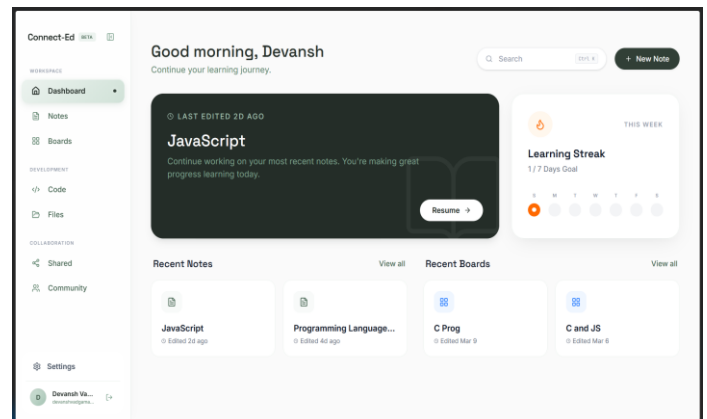 Connect-Ed BETA
WORKSPACE
Dashboard
Notes
Boards
DEVELOPMENT
Code
Files
COLLABORATION
Shared
Community
Settings
D
Devansh Va...
Good morning, Devansh
Continue your learning journey.
Search
+ New Note
LAST EDITED 2D AGO
JavaScript
Continue working on your most recent notes. You're making great
progress learning today.
Resume →
THIS WEEK
Learning Streak
1 / 7 Days Goal
S M T W T F S
Recent Notes
View all
JavaScript
Edited 2d ago
Programming Language...
Edited 4d ago
Recent Boards
View all
C Prog
Edited Mar 9
C and JS
Edited Mar 6